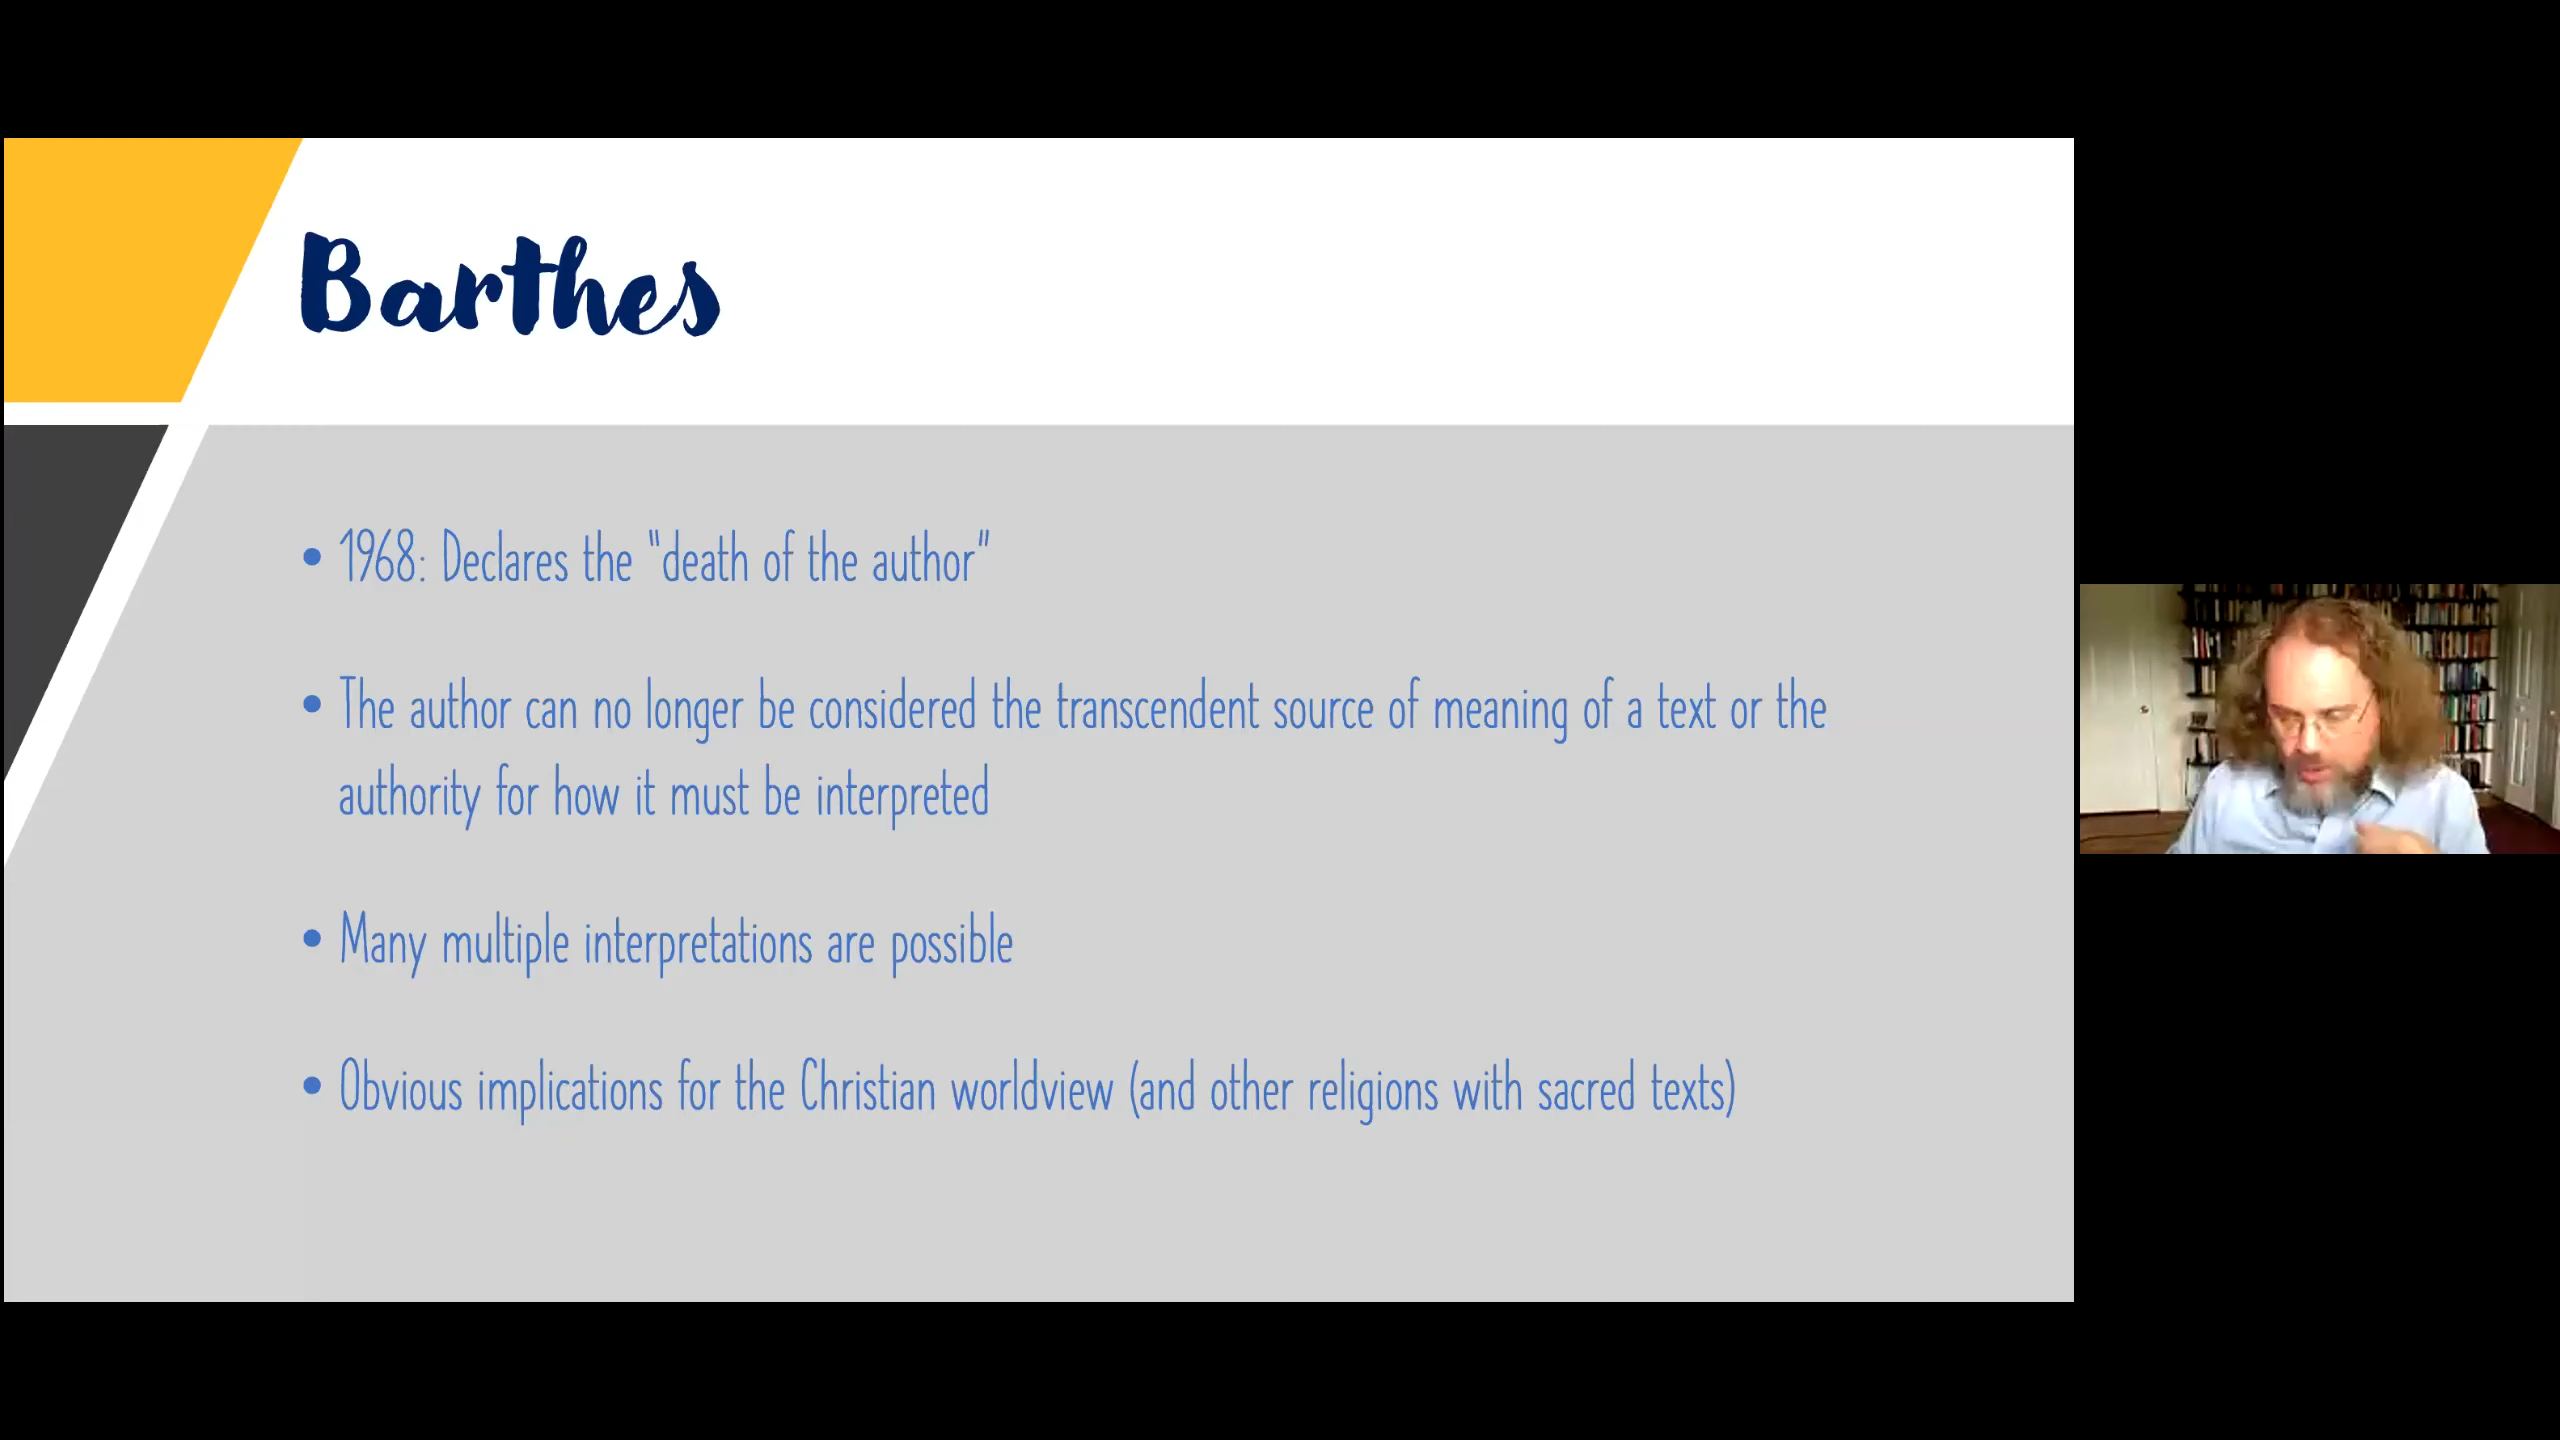 Barthes
• 1968: Declares the "death of the author"
• The author can no longer be considered the transcendent source of meaning of a text or the
authority for how it must be interpreted
• Many multiple interpretations are possible
• Obvious implications for the Christian worldview (and other religions with sacred texts)